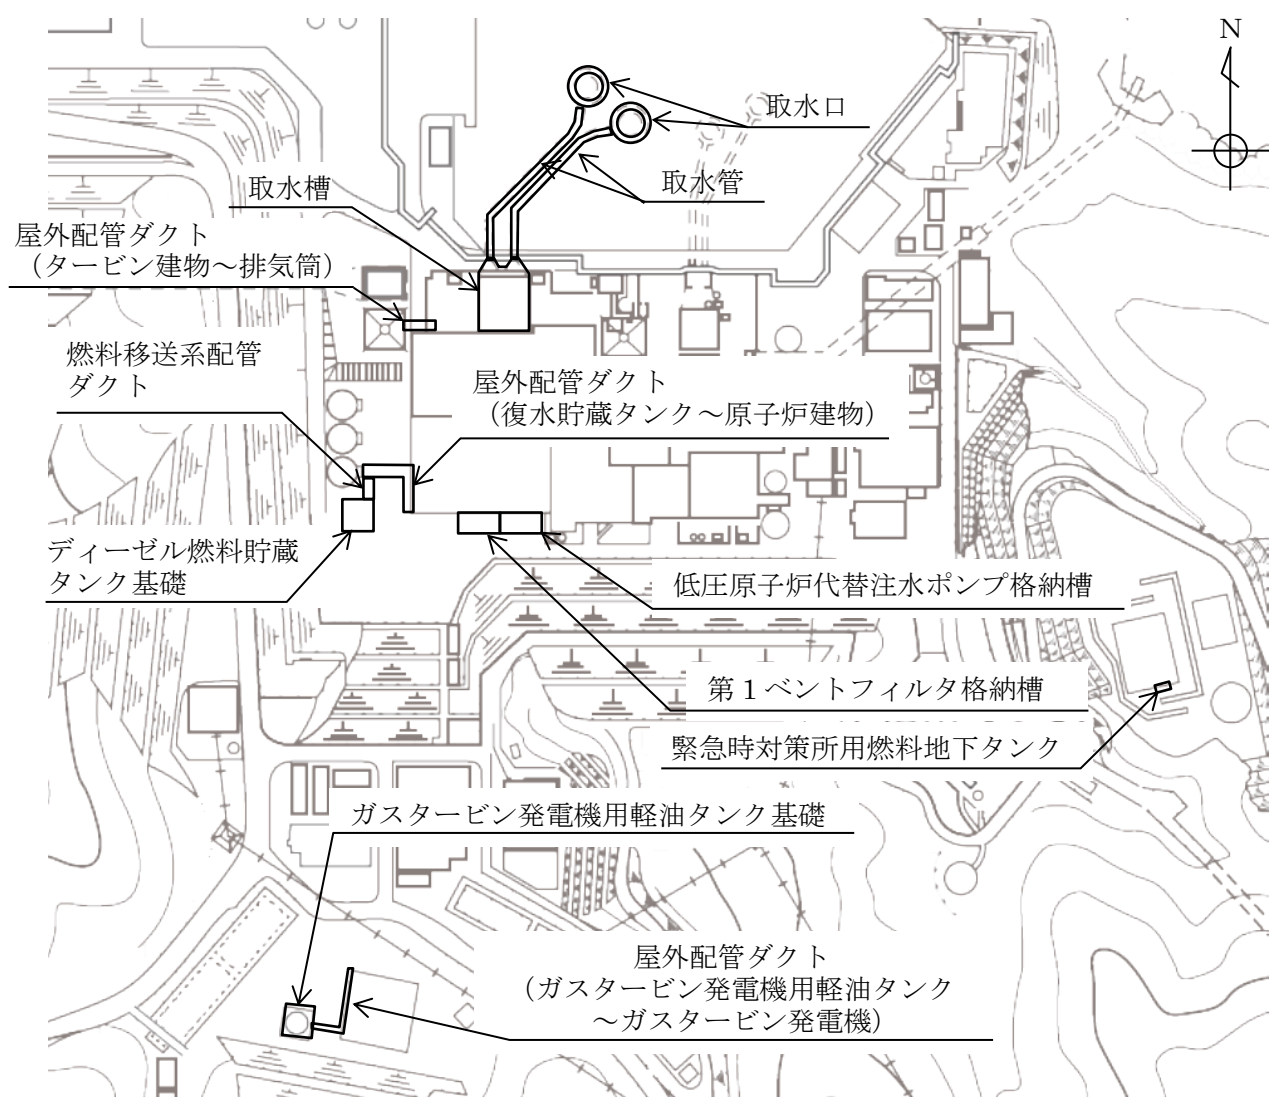 N
取水口
取水管
取水槽
屋外配管ダクト
（タービン建物～排気筒）
燃料移送系配管
ダクト
屋外配管ダクト
（復水貯蔵タンク～原子炉建物）
ディーゼル燃料貯蔵
タンク基礎
低圧原子炉代替注水ポンプ格納槽
第１ベントフィルタ格納槽
緊急時対策所用燃料地下タンク
ガスタービン発電機用軽油タンク基礎
屋外配管ダクト
（ガスタービン発電機用軽油タンク
～ガスタービン発電機）